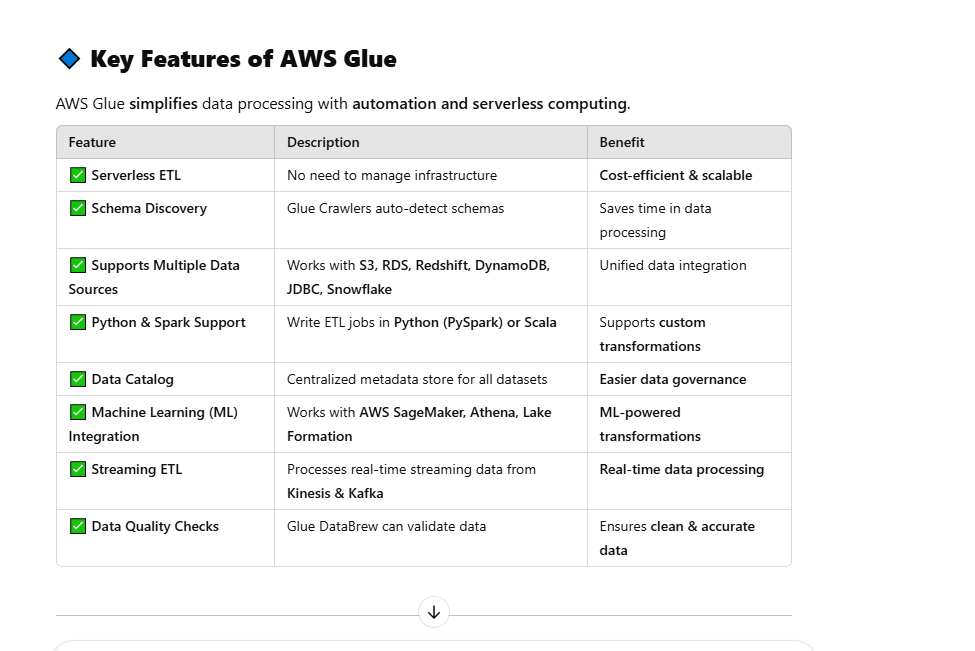 Key Features of AWS Glue
AWS Glue simplifies data processing with automation and serverless computing.
Feature Description Benefit
✅ Serverless ETL No need to manage infrastructure Cost-efficient & scalable
✅ Schema Discovery Glue Crawlers auto-detect schemas Saves time in data
processing
✅ Supports Multiple Data Works with S3, RDS, Redshift, DynamoDB, Unified data integration
Sources JDBC, Snowflake
✅ Python & Spark Support Write ETL jobs in Python (PySpark) or Scala Supports custom
transformations
✅ Data Catalog Centralized metadata store for all datasets Easier data governance
✅ Machine Learning (ML) Works with AWS SageMaker, Athena, Lake ML-powered
Integration Formation transformations
✅ Streaming ETL Processes real-time streaming data from Real-time data processing
Kinesis & Kafka
✅ Data Quality Checks Glue DataBrew can validate data Ensures clean & accurate
data